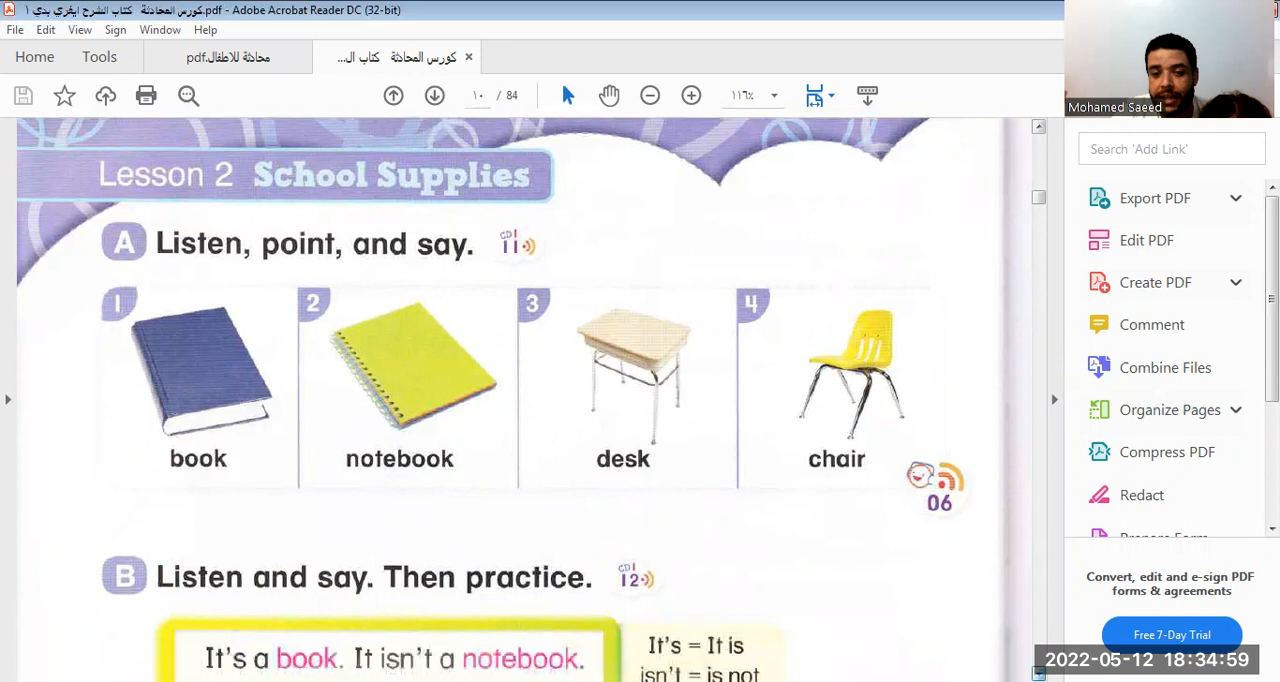 كورس المحادثة كتاب الشرح ايفري بدي ١.pdf - Adobe Acrobat Reader DC (32-bit)
File Edit View Sign Window Help
Home Tools محادثة للاطفال.pdf كورس المحادثة كتاب ال... ×
١٠ / 84 ١١٦٪
Mohamed Saeed
Search 'Add Link'
Export PDF
Edit PDF
Create PDF
Comment
Combine Files
Organize Pages
Compress PDF
Redact
Prepare Form
Convert, edit and e-sign PDF
forms & agreements
Free 7-Day Trial
Lesson 2 School Supplies
A Listen, point, and say. CD1 11
1 2 3 4
book notebook desk chair
06
B Listen and say. Then practice. CD1 12
It's a book. It isn't a notebook.
It's = It is
isn't = is not
2022-05-12 18:34:59